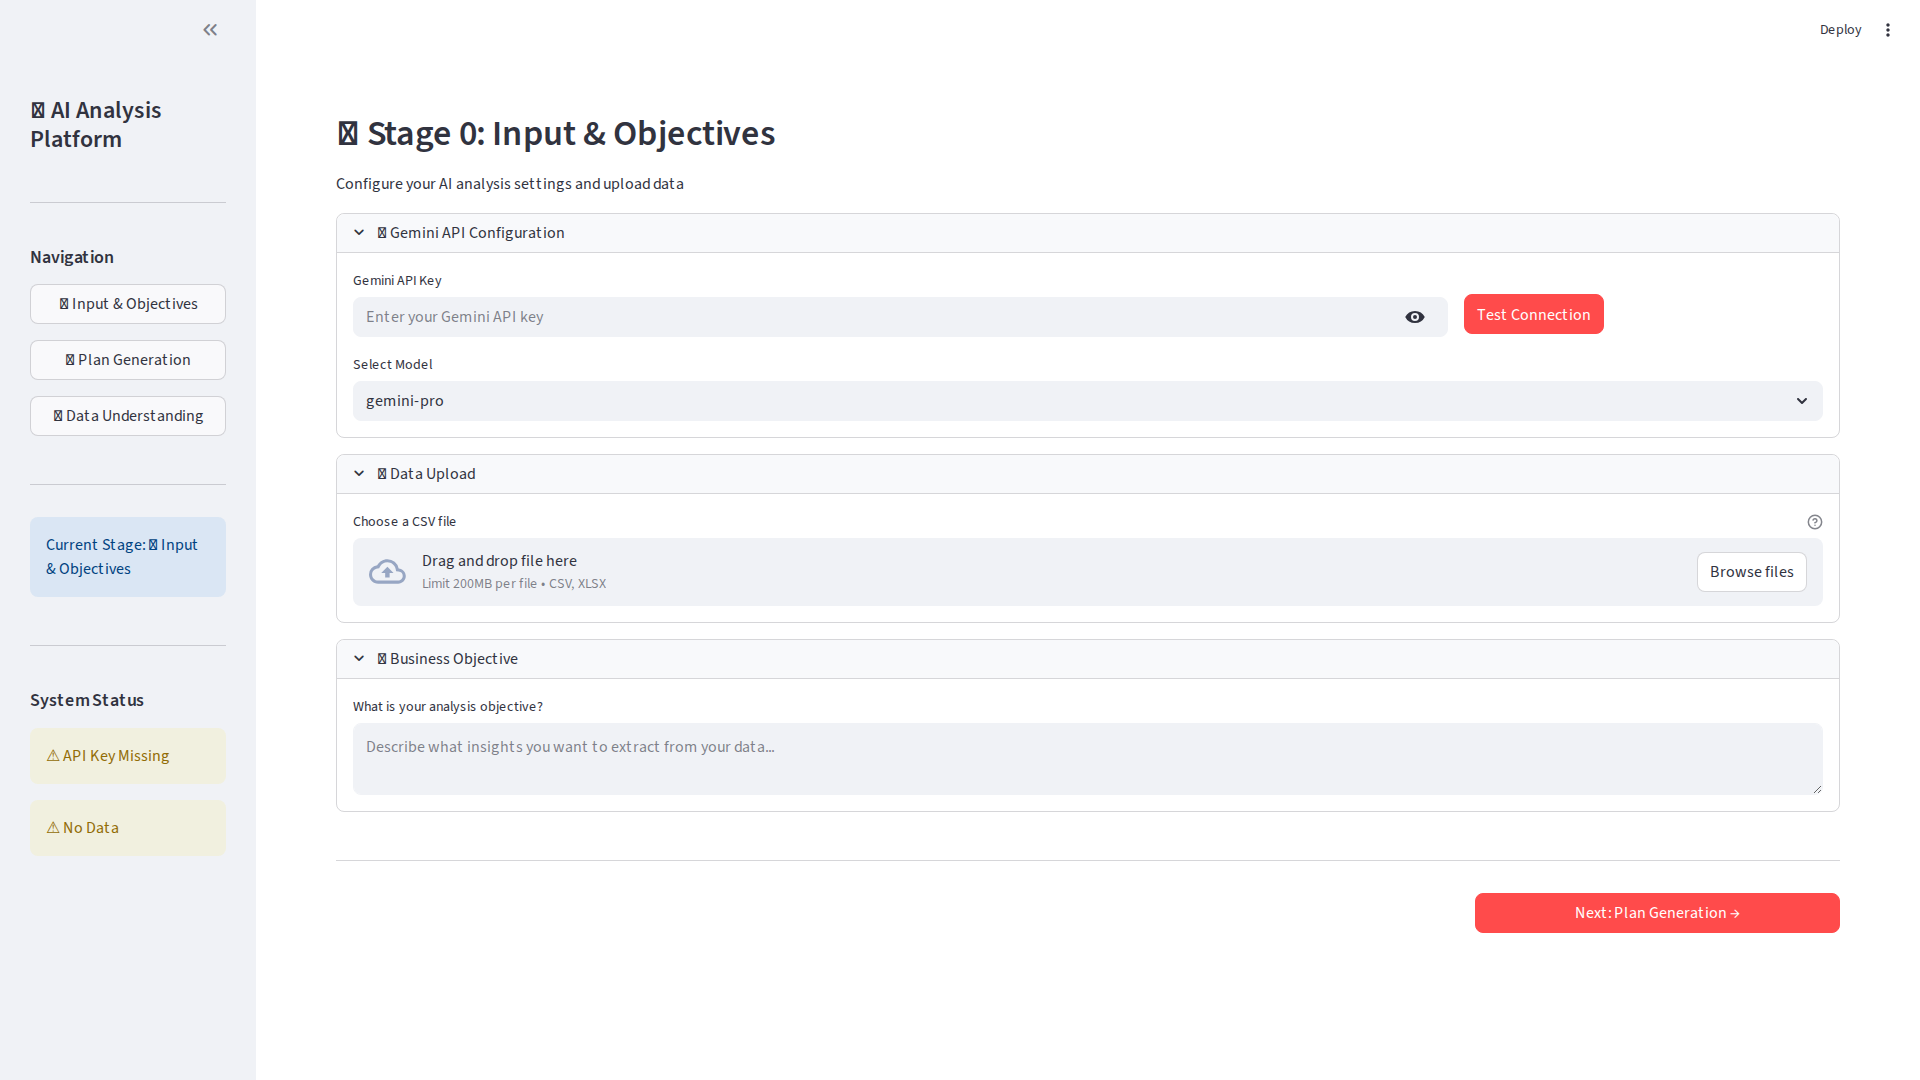 Deploy
AI Analysis
Platform
Navigation
Input & Objectives
Plan Generation
Data Understanding
Current Stage: Input
& Objectives
System Status
⚠ API Key Missing
⚠ No Data
Stage 0: Input & Objectives
Configure your AI analysis settings and upload data
Gemini API Configuration
Gemini API Key
Enter your Gemini API key
Test Connection
Select Model
gemini-pro
Data Upload
Choose a CSV file
Drag and drop file here
Limit 200MB per file • CSV, XLSX
Browse files
Business Objective
What is your analysis objective?
Describe what insights you want to extract from your data...
Next: Plan Generation →